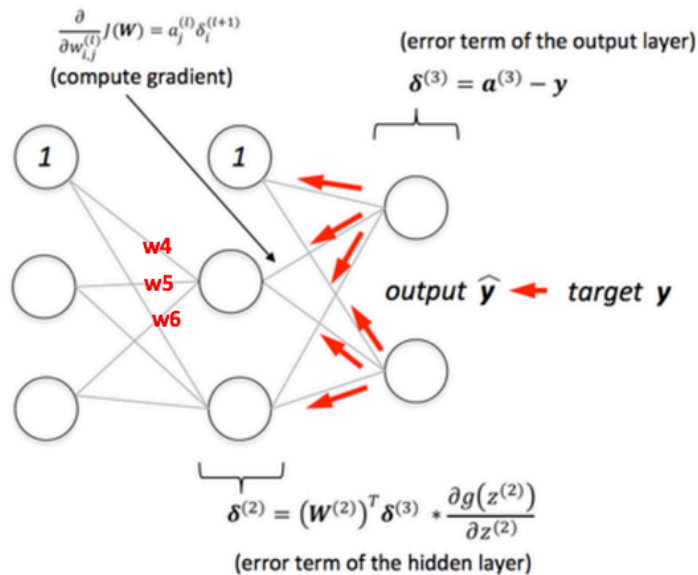 ∂/∂w_{i,j}^{(l)} J(W) = a_j^{(l)} δ_i^{(l+1)}
(compute gradient)
(error term of the output layer)
δ^{(3)} = a^{(3)} − y
1
1
w4
w5
w6
output ŷ
target y
δ^{(2)} = (W^{(2)})^T δ^{(3)} * ∂g(z^{(2)})/∂z^{(2)}
(error term of the hidden layer)